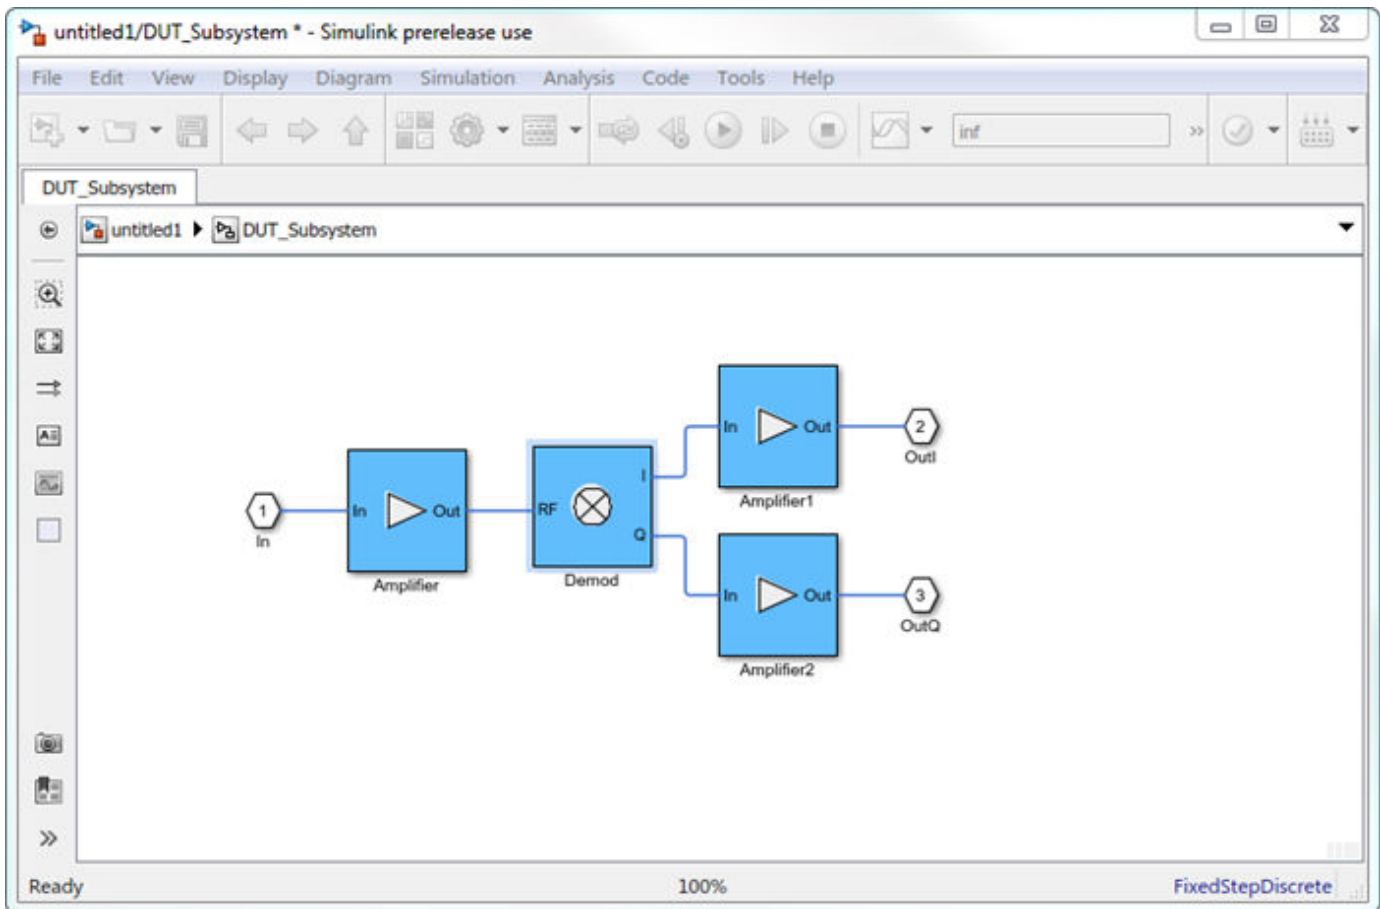 untitled1/DUT_Subsystem * - Simulink prerelease use
File Edit View Display Diagram Simulation Analysis Code Tools Help
inf
DUT_Subsystem
untitled1 DUT_Subsystem
In Out
2
OutI
I
Amplifier1
1
In
In Out
RF
Q
Amplifier
Demod
In Out
3
OutQ
Amplifier2
Ready 100% FixedStepDiscrete